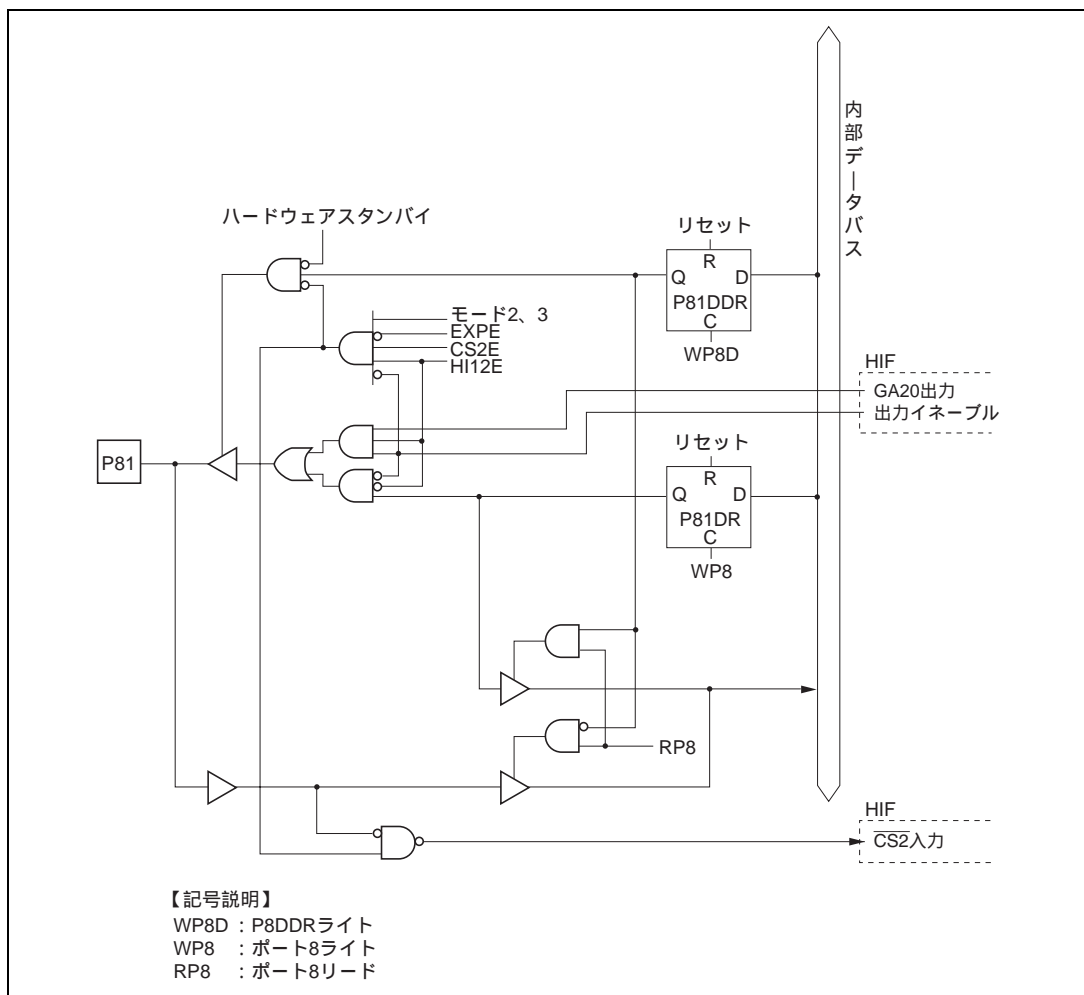 内部データバス
ハードウェアスタンバイ
リセット
R
Q D
P81DDR
C
WP8D
モード2、3
EXPE
CS2E
HI12E
HIF
GA20出力
出力イネーブル
P81
リセット
R
Q D
P81DR
C
WP8
RP8
HIF
CS2入力
【記号説明】
WP8D : P8DDRライト
WP8 : ポート8ライト
RP8 : ポート8リード